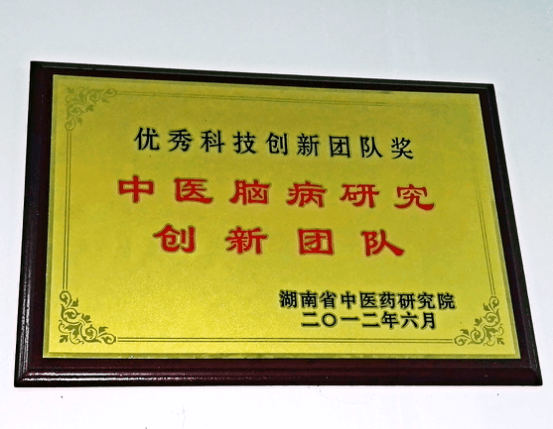 优秀科技创新团队奖
中医脑病研究
创新团队
湖南省中医药研究院
二〇一二年六月